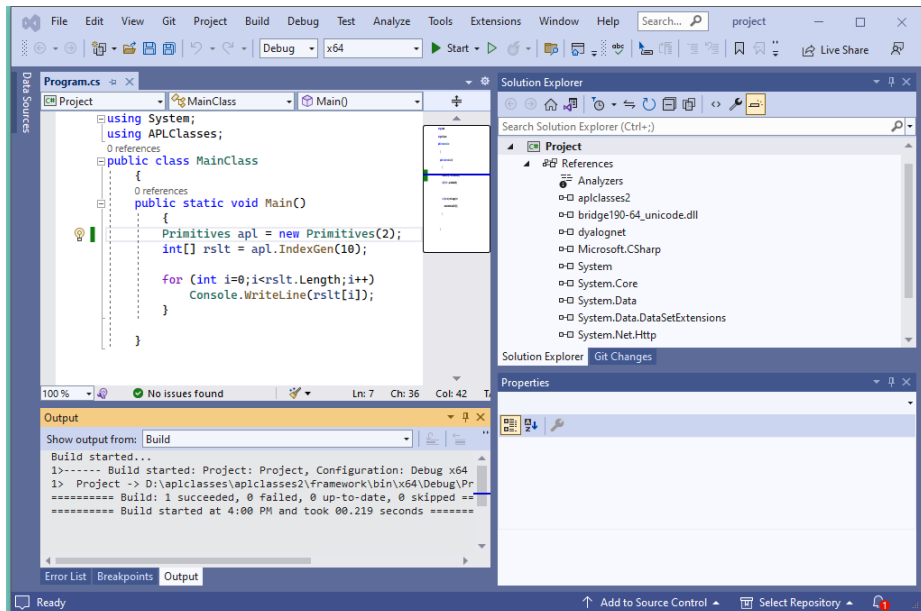 File Edit View Git Project Build Debug Test Analyze Tools Extensions Window Help Search... project
Debug x64 Start Live Share
Data Sources
Program.cs
C# Project MainClass Main()
using System;
using APLClasses;
0 references
public class MainClass
{
0 references
public static void Main()
{
Primitives apl = new Primitives(2);
int[] rslt = apl.IndexGen(10);
for (int i=0;i<rslt.Length;i++)
Console.WriteLine(rslt[i]);
}
}
100 % No issues found Ln: 7 Ch: 36 Col: 42 TA
Output
Show output from: Build
Build started...
1>------ Build started: Project: Project, Configuration: Debug x64
1> Project -> D:\aplclasses\aplclasses2\framework\bin\x64\Debug\Pr
========== Build: 1 succeeded, 0 failed, 0 up-to-date, 0 skipped ==
========== Build started at 4:00 PM and took 00.219 seconds =======
Error List Breakpoints Output
Solution Explorer
Search Solution Explorer (Ctrl+;)
C# Project
References
Analyzers
aplclasses2
bridge190-64_unicode.dll
dyalognet
Microsoft.CSharp
System
System.Core
System.Data
System.Data.DataSetExtensions
System.Net.Http
Solution Explorer Git Changes
Properties
Ready Add to Source Control Select Repository 1